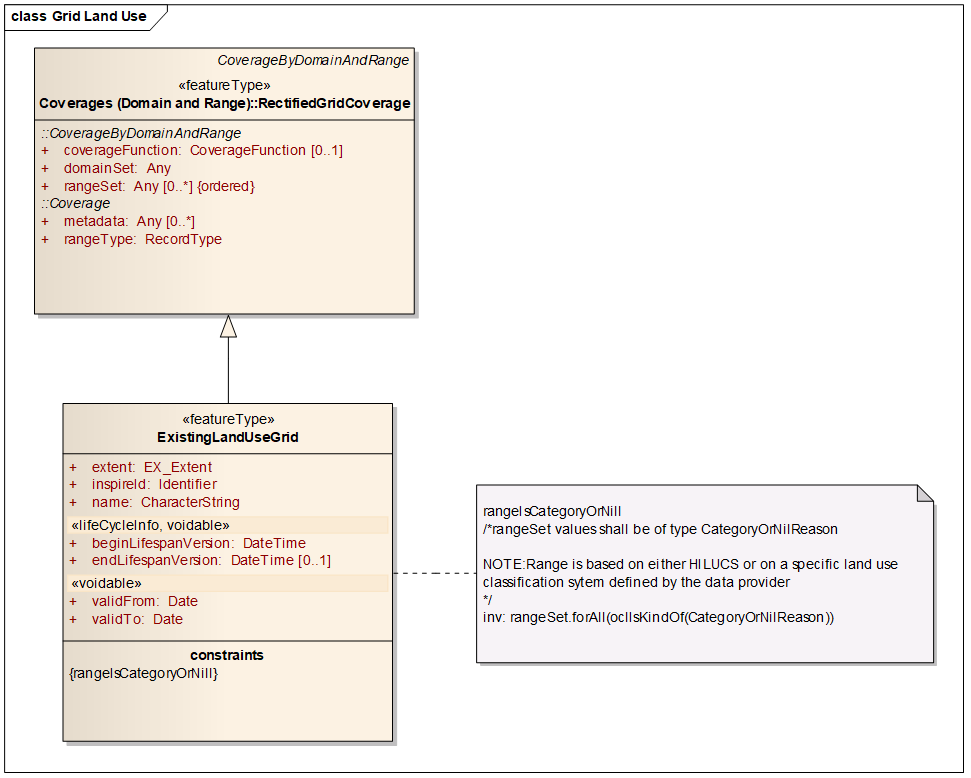 class Grid Land Use
CoverageByDomainAndRange
«featureType»
Coverages (Domain and Range)::RectifiedGridCoverage
::CoverageByDomainAndRange
+ coverageFunction: CoverageFunction [0..1]
+ domainSet: Any
+ rangeSet: Any [0..*] {ordered}
::Coverage
+ metadata: Any [0..*]
+ rangeType: RecordType
«featureType»
ExistingLandUseGrid
+ extent: EX_Extent
+ inspireId: Identifier
+ name: CharacterString
«lifeCycleInfo, voidable»
+ beginLifespanVersion: DateTime
+ endLifespanVersion: DateTime [0..1]
«voidable»
+ validFrom: Date
+ validTo: Date
constraints
{rangeIsCategoryOrNill}
rangeIsCategoryOrNill
/*rangeSet values shall be of type CategoryOrNilReason
NOTE:Range is based on either HILUCS or on a specific land use
classification sytem defined by the data provider
*/
inv: rangeSet.forAll(oclIsKindOf(CategoryOrNilReason))